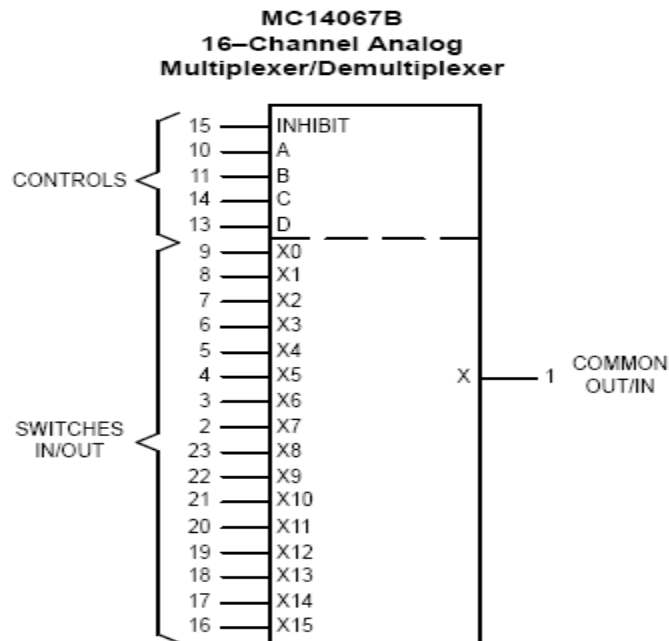 MC14067B
16–Channel Analog
Multiplexer/Demultiplexer
CONTROLS
15 INHIBIT
10 A
11 B
14 C
13 D
SWITCHES
IN/OUT
9 X0
8 X1
7 X2
6 X3
5 X4
4 X5
3 X6
2 X7
23 X8
22 X9
21 X10
20 X11
19 X12
18 X13
17 X14
16 X15
X 1 COMMON
OUT/IN